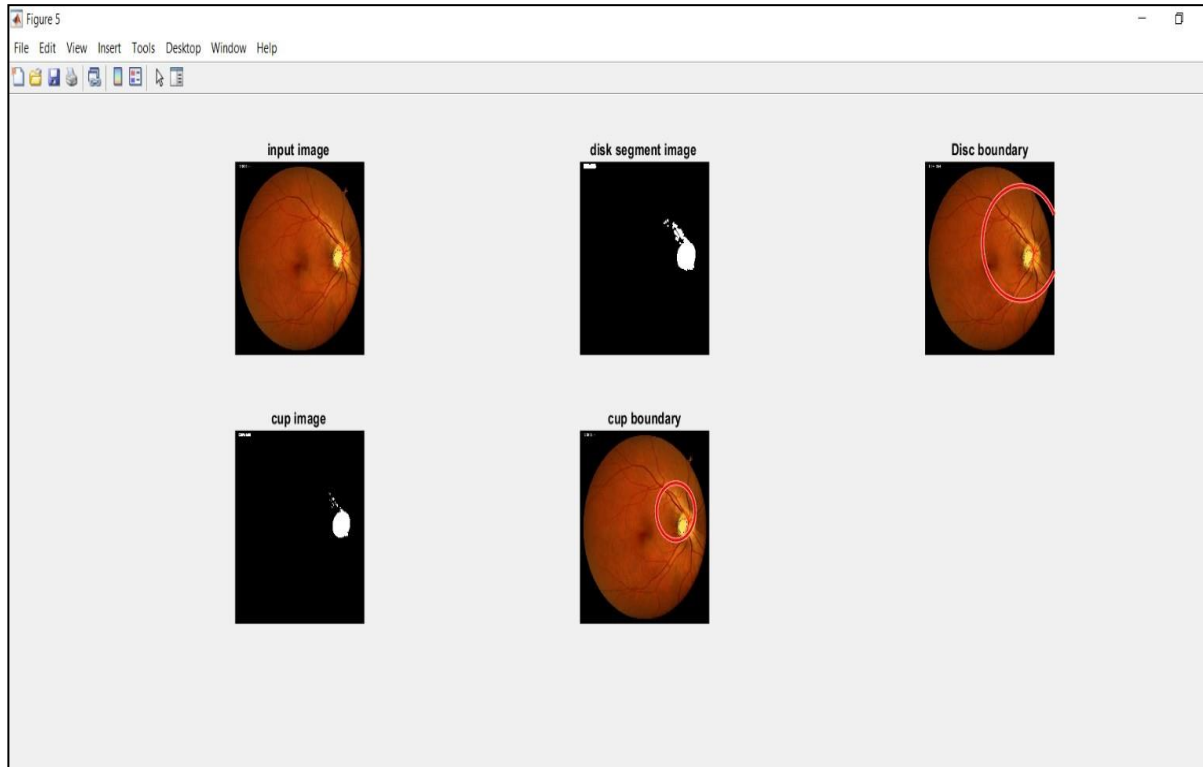 Figure 5
File Edit View Insert Tools Desktop Window Help
input image
disk segment image
Disc boundary
cup image
cup boundary